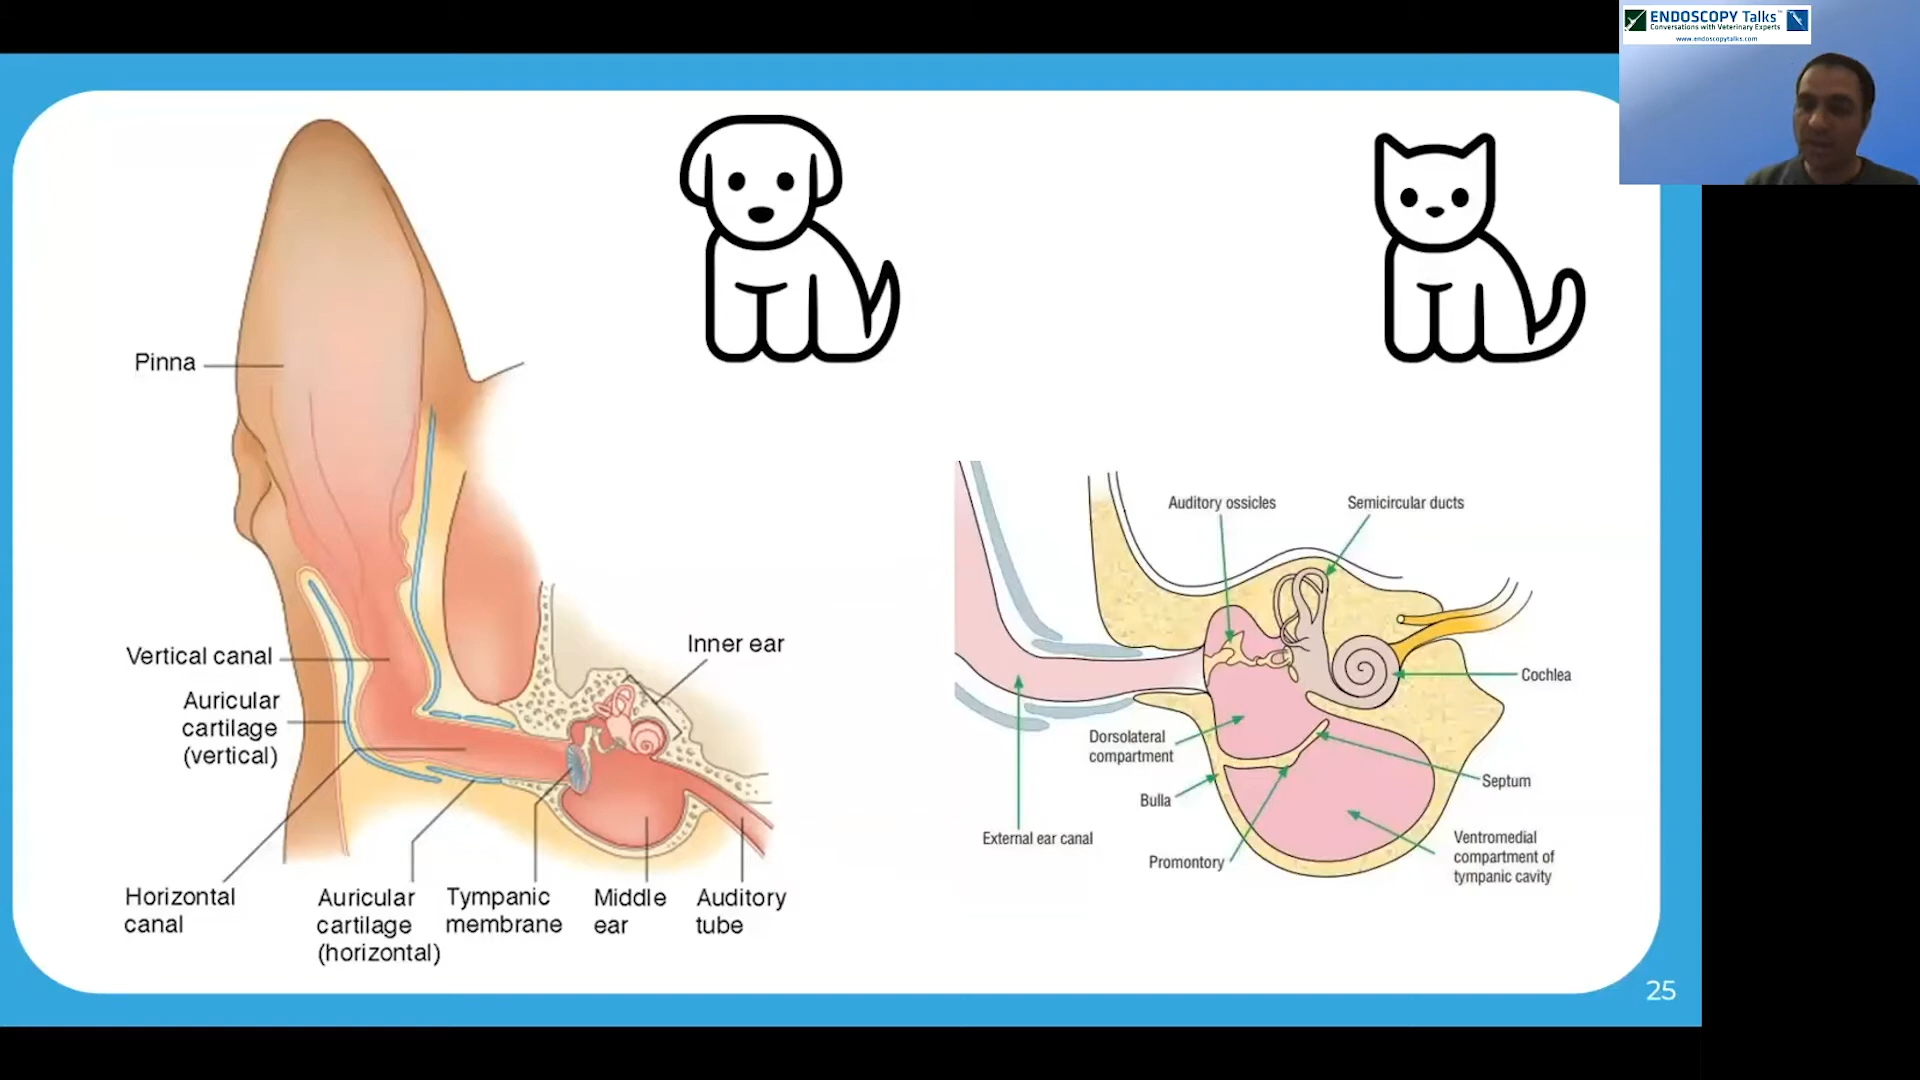 ENDOSCOPY Talks™
Conversations with Veterinary Experts
www.endoscopytalks.com
Pinna
Vertical canal
Auricular
cartilage
(vertical)
Inner ear
Horizontal
canal
Auricular
cartilage
(horizontal)
Tympanic
membrane
Middle
ear
Auditory
tube
Auditory ossicles
Semicircular ducts
Cochlea
Dorsolateral
compartment
Septum
Bulla
External ear canal
Promontory
Ventromedial
compartment of
tympanic cavity
25